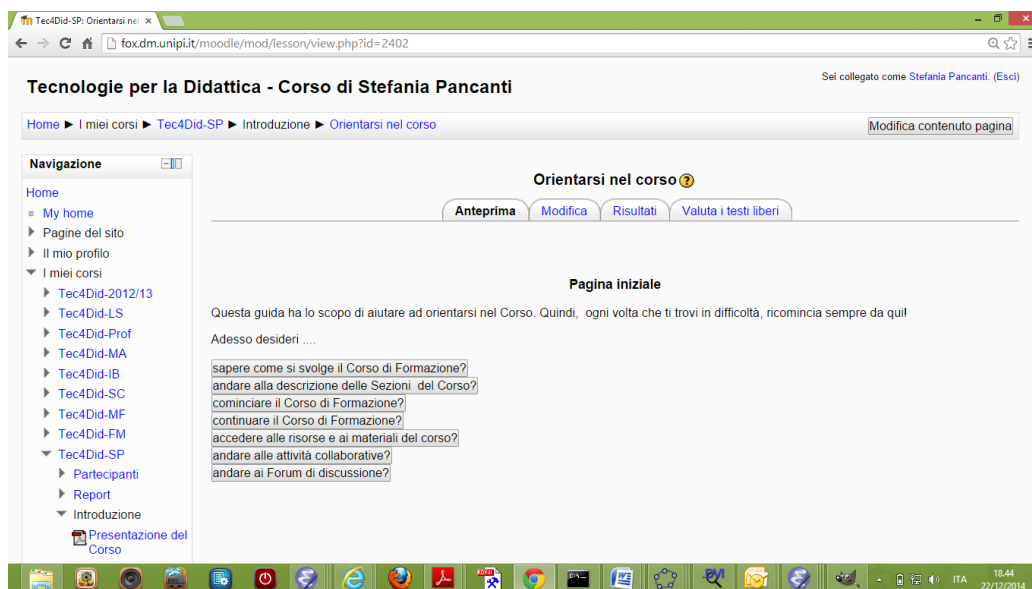 Tec4Did-SP: Orientarsi nel
fox.dm.unipi.it/moodle/mod/lesson/view.php?id=2402
Tecnologie per la Didattica - Corso di Stefania Pancanti
Sei collegato come Stefania Pancanti. (Esci)
Home ► I miei corsi ► Tec4Did-SP ► Introduzione ► Orientarsi nel corso
Modifica contenuto pagina
Navigazione
Home
My home
Pagine del sito
Il mio profilo
I miei corsi
Tec4Did-2012/13
Tec4Did-LS
Tec4Did-Prof
Tec4Did-MA
Tec4Did-IB
Tec4Did-SC
Tec4Did-MF
Tec4Did-FM
Tec4Did-SP
Partecipanti
Report
Introduzione
Presentazione del
Corso
Orientarsi nel corso
Anteprima Modifica Risultati Valuta i testi liberi
Pagina iniziale
Questa guida ha lo scopo di aiutare ad orientarsi nel Corso. Quindi, ogni volta che ti trovi in difficoltà, ricomincia sempre da qui!
Adesso desideri ....
sapere come si svolge il Corso di Formazione?
andare alla descrizione delle Sezioni del Corso?
cominciare il Corso di Formazione?
continuare il Corso di Formazione?
accedere alle risorse e ai materiali del corso?
andare alle attività collaborative?
andare ai Forum di discussione?
ITA
18.44
22/12/2014